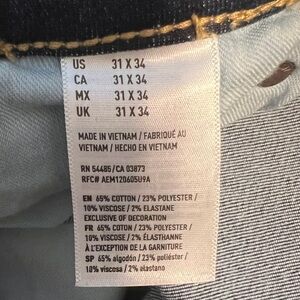 US 31 X 34
CA 31 X 34
MX 31 X 34
UK 31 X 34
MADE IN VIETNAM / FABRIQUÉ AU
VIETNAM / HECHO EN VIETNAM
RN 54485/CA 03873
RFC# AEM120605U9A
EN 65% COTTON / 23% POLYESTER /
10% VISCOSE / 2% ELASTANE
EXCLUSIVE OF DECORATION
FR 65% COTON / 23% POLYESTER /
10% VISCOSE / 2% ÉLASTHANNE
À L'EXCEPTION DE LA GARNITURE
SP 65% algodón / 23% poliéster /
10% viscosa / 2% elastano